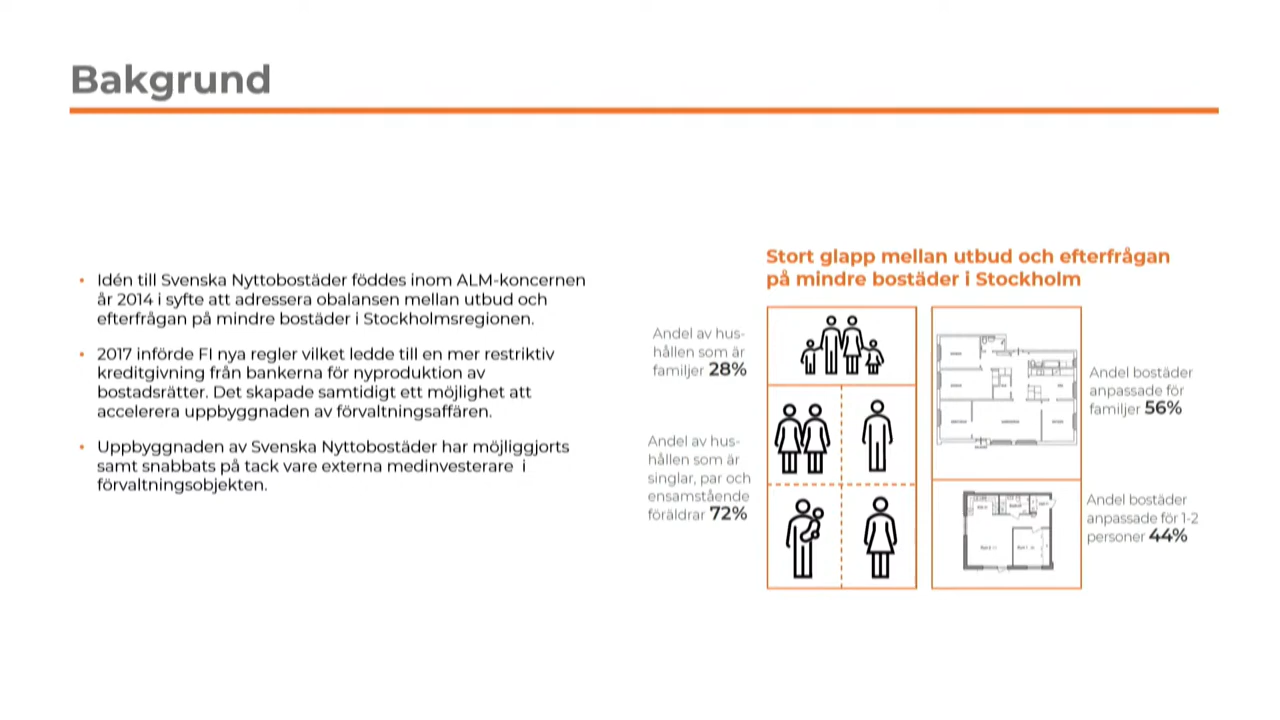 Bakgrund
• Idén till Svenska Nyttobostäder föddes inom ALM-koncernen
år 2014 i syfte att adressera obalansen mellan utbud och
efterfrågan på mindre bostäder i Stockholmsregionen.
• 2017 införde FI nya regler vilket ledde till en mer restriktiv
kreditgivning från bankerna för nyproduktion av
bostadsrätter. Det skapade samtidigt ett möjlighet att
accelerera uppbyggnaden av förvaltningsaffären.
• Uppbyggnaden av Svenska Nyttobostäder har möjliggjorts
samt snabbats på tack vare externa medinvesterare i
förvaltningsobjekten.
Stort glapp mellan utbud och efterfrågan
på mindre bostäder i Stockholm
Andel av hus-
hållen som är
familjer 28%
Andel av hus-
hållen som är
singlar, par och
ensamstående
föräldrar 72%
Andel bostäder
anpassade för
familjer 56%
Andel bostäder
anpassade för 1-2
personer 44%